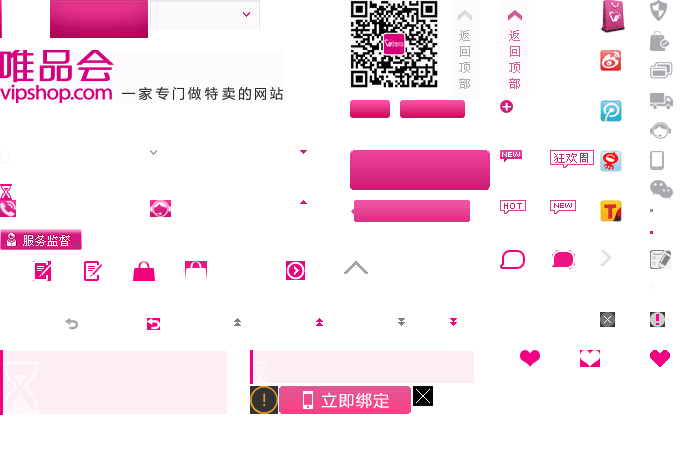 唯品会
vipshop.com 一家专门做特卖的网站
返回顶部
返回顶部
NEW
狂欢周
HOT
NEW
服务监督
立即绑定